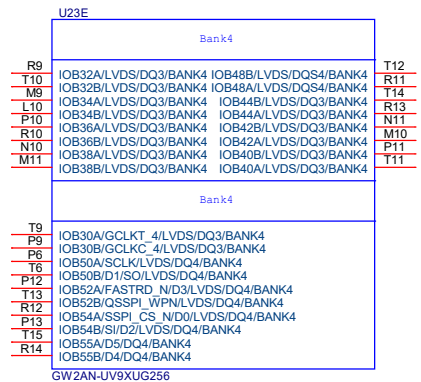 U23E
Bank4
R9 IOB32A/LVDS/DQ3/BANK4 IOB48B/LVDS/DQS4/BANK4 T12
T10 IOB32B/LVDS/DQ3/BANK4 IOB48A/LVDS/DQS4/BANK4 R11
M9 IOB34A/LVDS/DQ3/BANK4 IOB44B/LVDS/DQ3/BANK4 T14
L10 IOB34B/LVDS/DQ3/BANK4 IOB44A/LVDS/DQ3/BANK4 R13
P10 IOB36A/LVDS/DQ3/BANK4 IOB42B/LVDS/DQ3/BANK4 N11
R10 IOB36B/LVDS/DQ3/BANK4 IOB42A/LVDS/DQ3/BANK4 M10
N10 IOB38A/LVDS/DQ3/BANK4 IOB40B/LVDS/DQ3/BANK4 P11
M11 IOB38B/LVDS/DQ3/BANK4 IOB40A/LVDS/DQ3/BANK4 T11
Bank4
T9 IOB30A/GCLKT_4/LVDS/DQ3/BANK4
P9 IOB30B/GCLKC_4/LVDS/DQ3/BANK4
P6 IOB50A/SCLK/LVDS/DQ4/BANK4
T6 IOB50B/D1/SO/LVDS/DQ4/BANK4
P12 IOB52A/FASTRD_N/D3/LVDS/DQ4/BANK4
T13 IOB52B/QSSPI_WPN/LVDS/DQ4/BANK4
R12 IOB54A/SSPI_CS_N/D0/LVDS/DQ4/BANK4
P13 IOB54B/SI/D2/LVDS/DQ4/BANK4
T15 IOB55A/D5/DQ4/BANK4
R14 IOB55B/D4/DQ4/BANK4
GW2AN-UV9XUG256